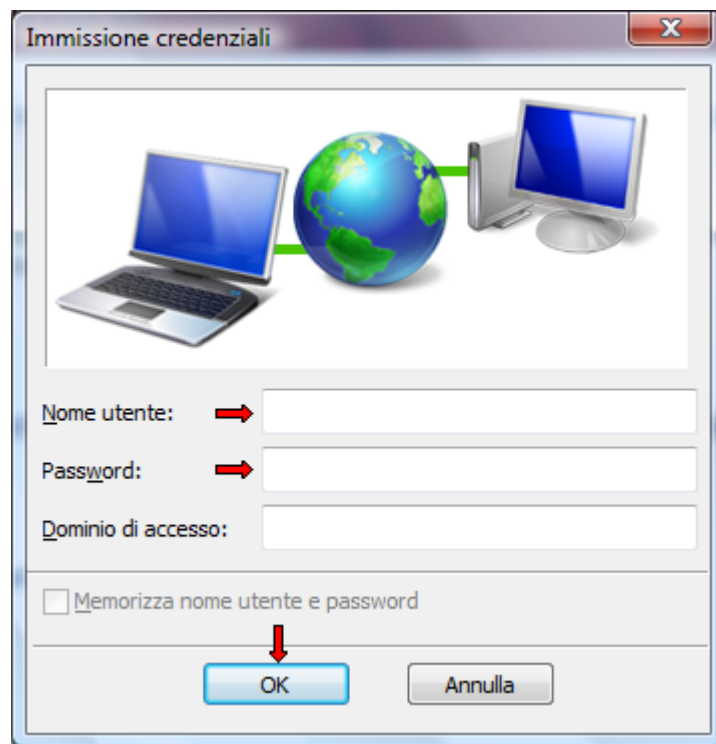 Immissione credenziali
Nome utente:
Password:
Dominio di accesso:
Memorizza nome utente e password
OK Annulla